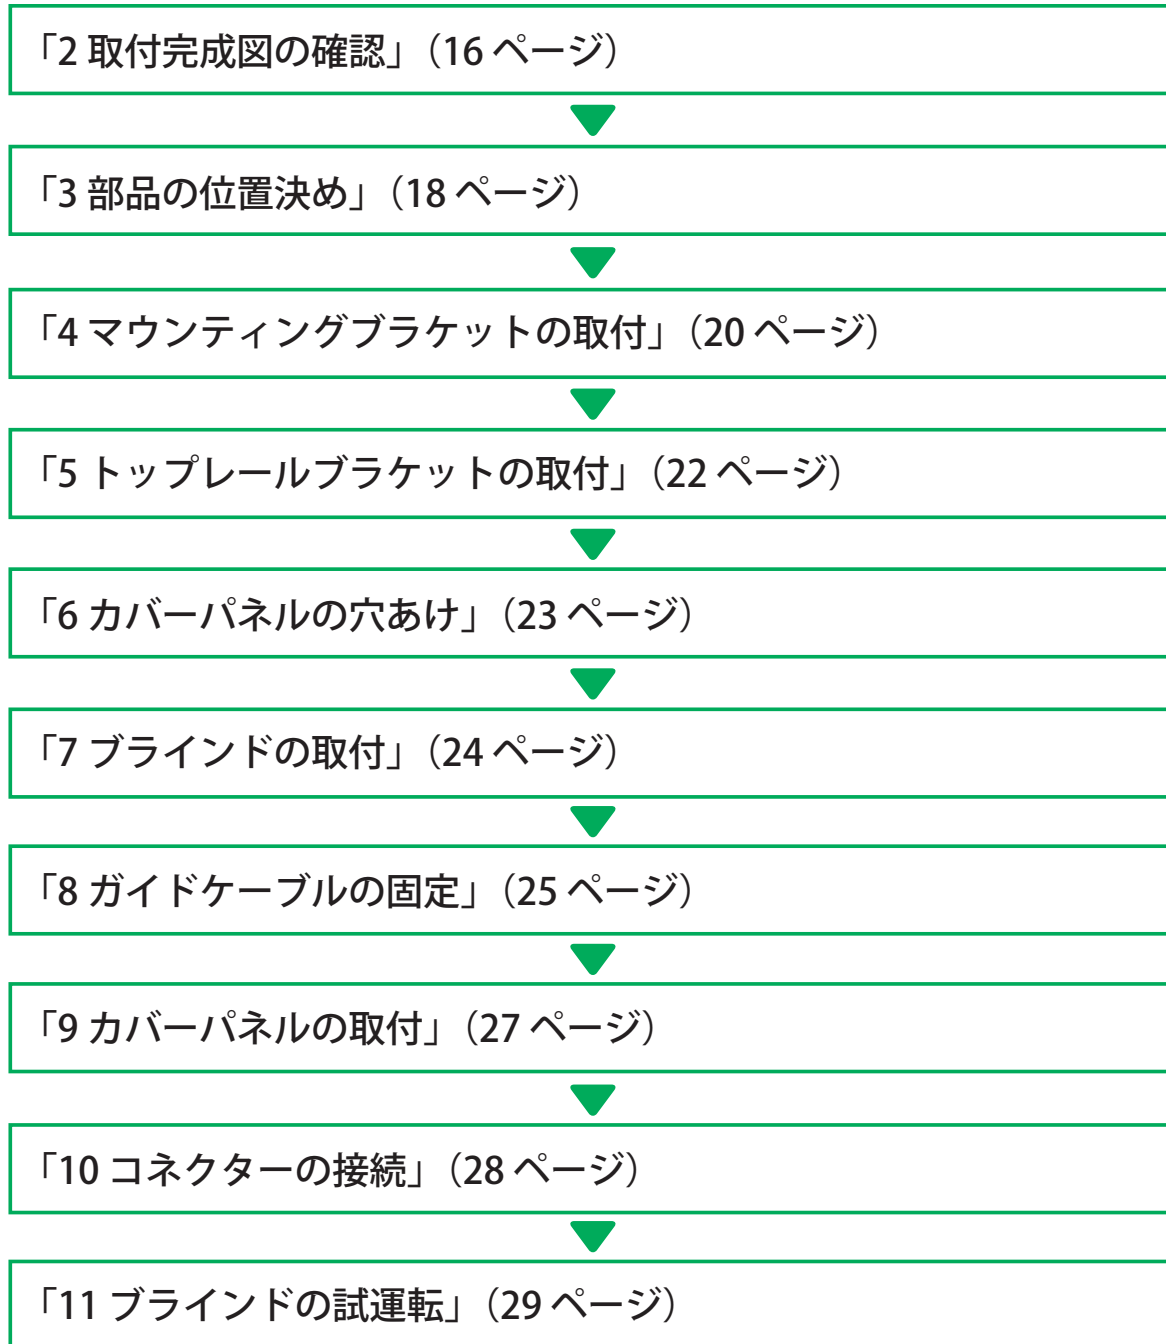 「2 取付完成図の確認」（16 ページ）
「3 部品の位置決め」（18 ページ）
「4 マウンティングブラケットの取付」（20 ページ）
「5 トップレールブラケットの取付」（22 ページ）
「6 カバーパネルの穴あけ」（23 ページ）
「7 ブラインドの取付」（24 ページ）
「8 ガイドケーブルの固定」（25 ページ）
「9 カバーパネルの取付」（27 ページ）
「10 コネクターの接続」（28 ページ）
「11 ブラインドの試運転」（29 ページ）